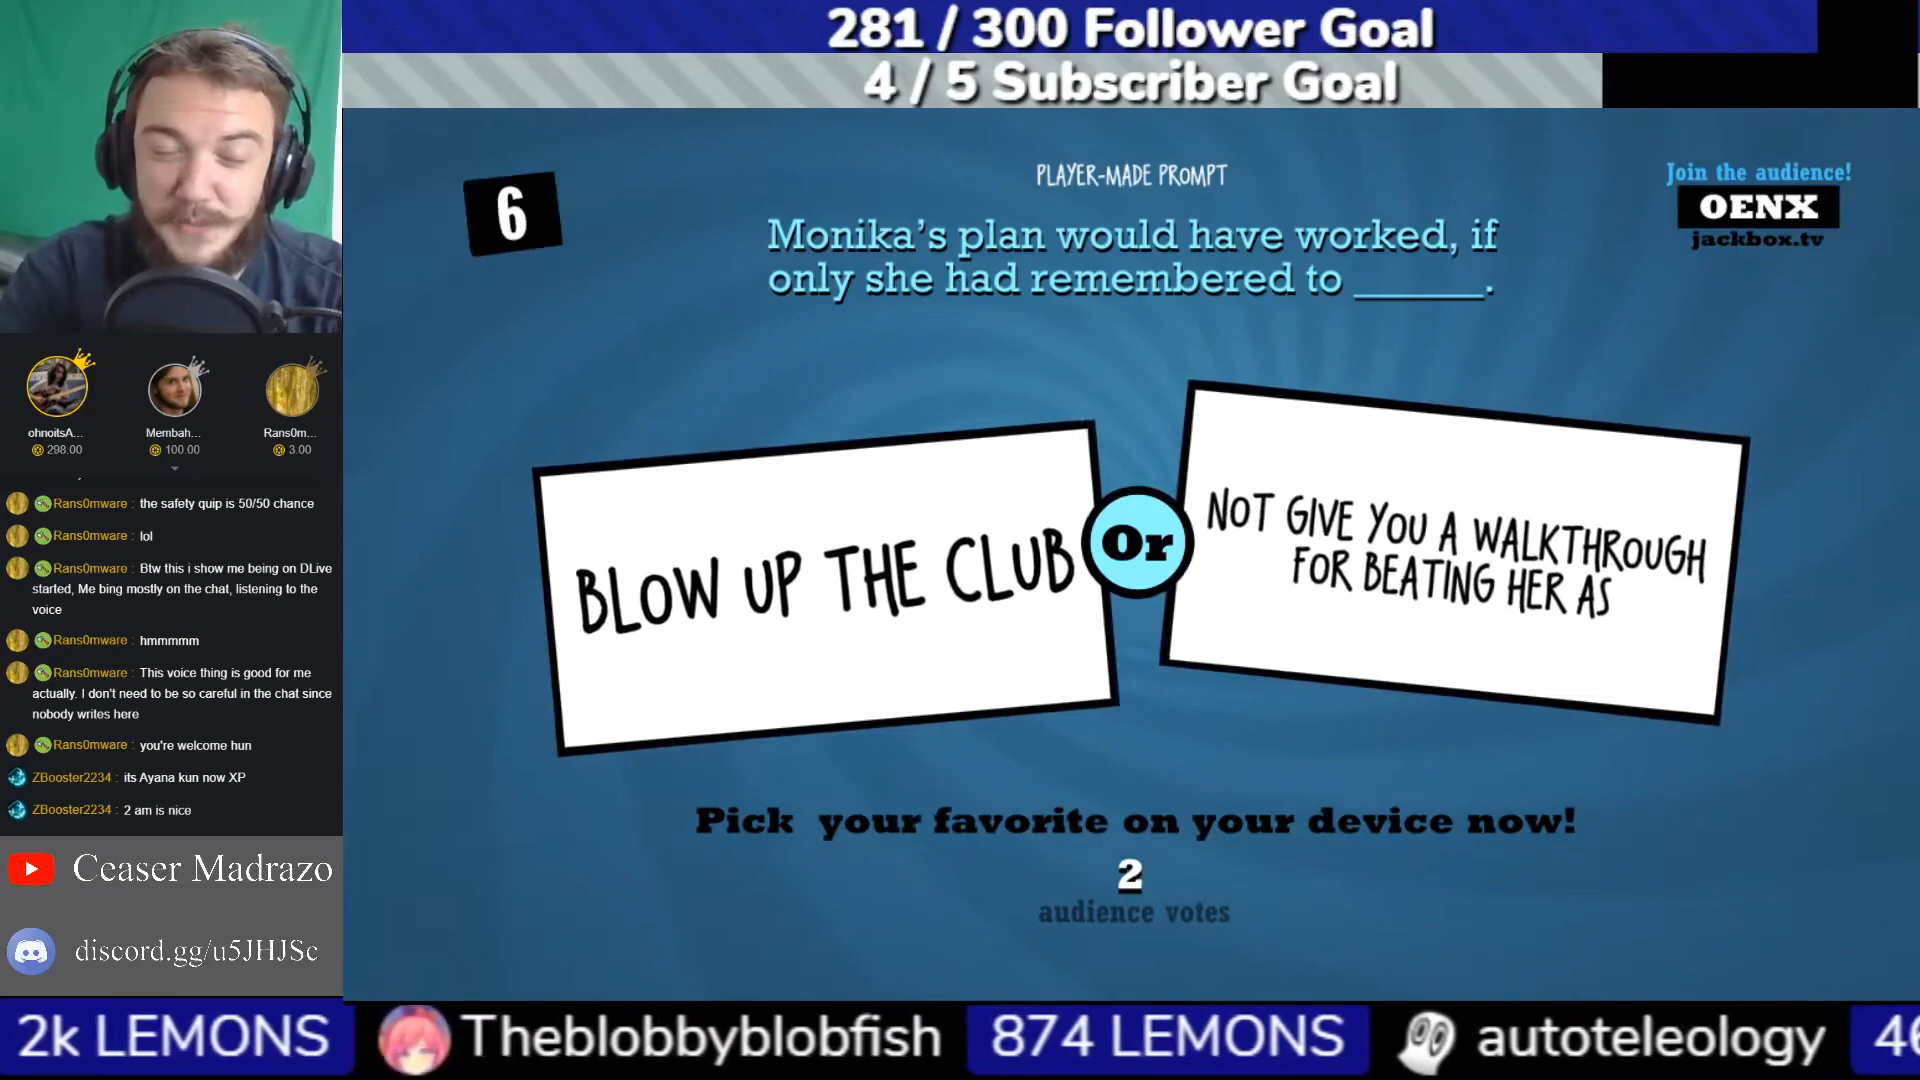 281 / 300 Follower Goal
4 / 5 Subscriber Goal
PLAYER-MADE PROMPT
6
Monika's plan would have worked, if
only she had remembered to ______.
Join the audience!
OENX
jackbox.tv
BLOW UP THE CLUB
Or
NOT GIVE YOU A WALKTHROUGH
FOR BEATING HER AS
Pick your favorite on your device now!
2
audience votes
ohnoitsA...
298.00
Membah...
100.00
Rans0m...
3.00
Rans0mware : the safety quip is 50/50 chance
Rans0mware : lol
Rans0mware : Btw this i show me being on DLive
started, Me bing mostly on the chat, listening to the
voice
Rans0mware : hmmmmm
Rans0mware : This voice thing is good for me
actually. I don't need to be so careful in the chat since
nobody writes here
Rans0mware : you're welcome hun
ZBooster2234 : its Ayana kun now XP
ZBooster2234 : 2 am is nice
Ceaser Madrazo
discord.gg/u5JHJSc
2k LEMONS
Theblobbyblobfish
874 LEMONS
autoteleology
46